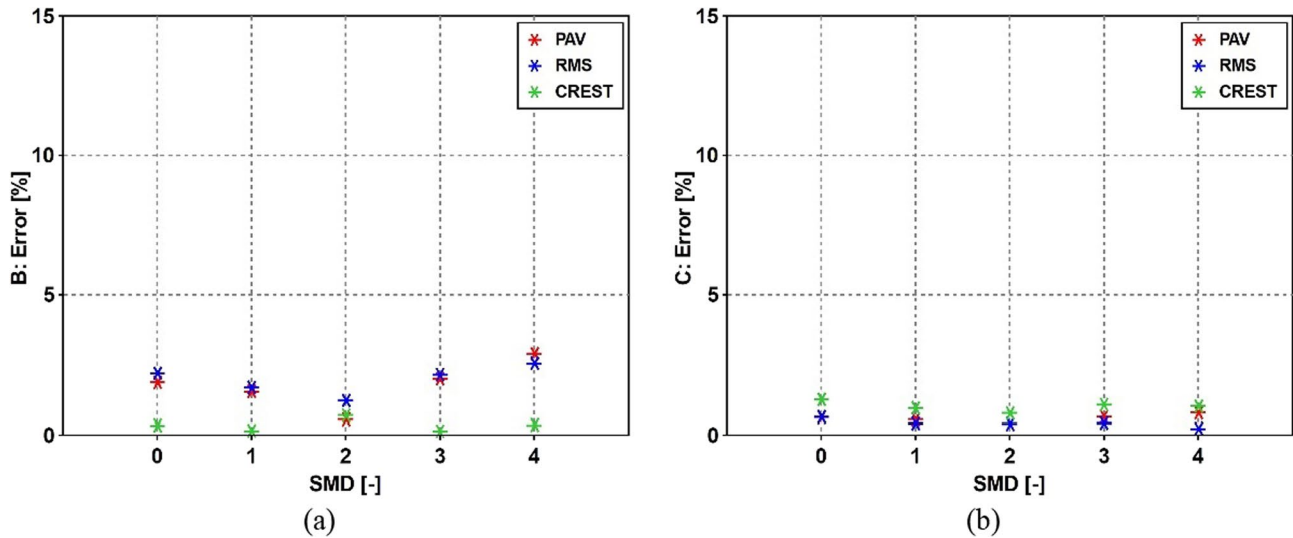 15
10
5
0
B: Error [%]
PAV
RMS
CREST
0 1 2 3 4
SMD [-]
(a)
15
10
5
0
C: Error [%]
PAV
RMS
CREST
0 1 2 3 4
SMD [-]
(b)